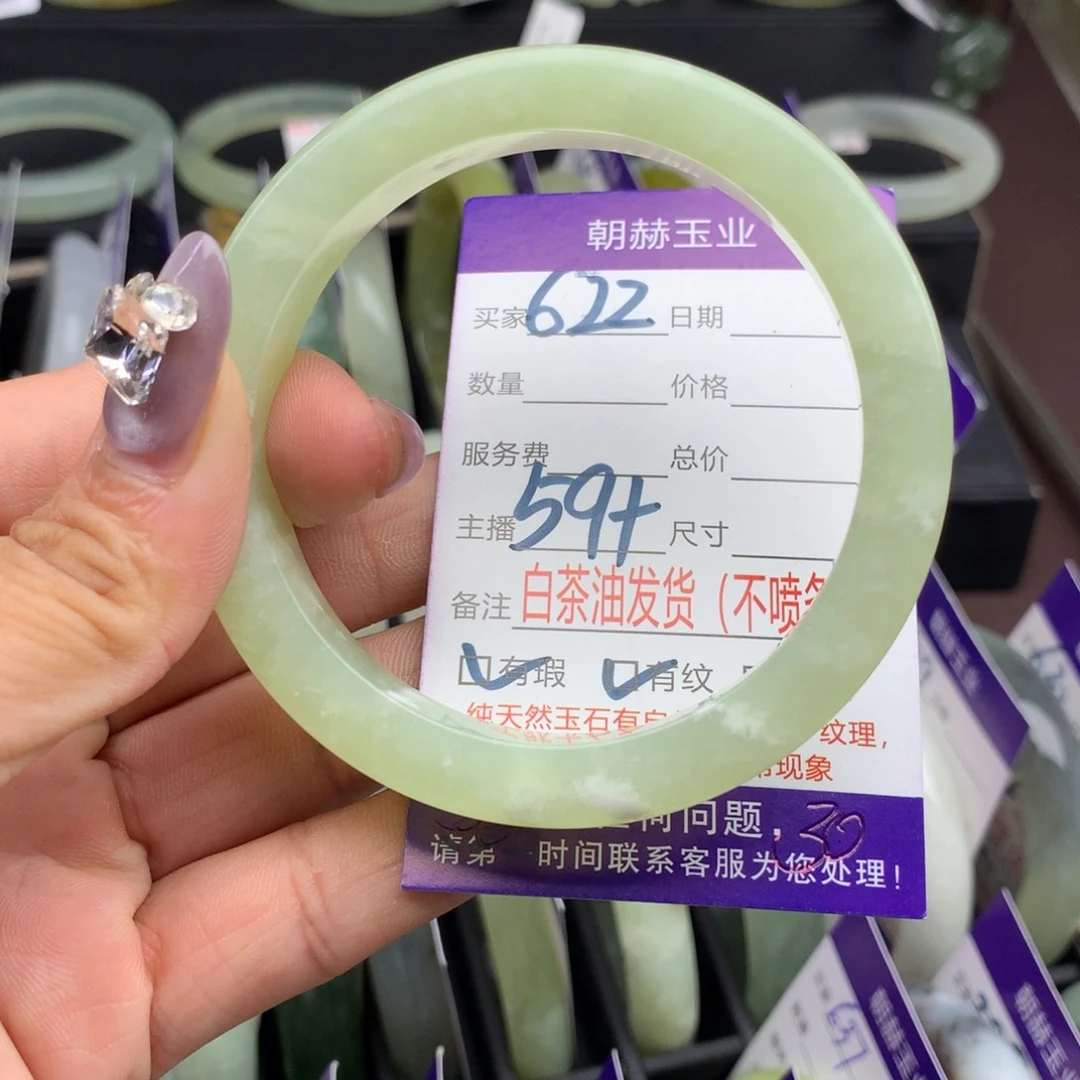 朝赫玉业
买家 622 日期
数量 价格
服务费 总价
主播 59+ 尺寸
备注 白茶油发货（不喷
有瑕 有纹
纯天然玉石有自 纹理，
现象
何问题，30
请第 时间联系客服为您处理！